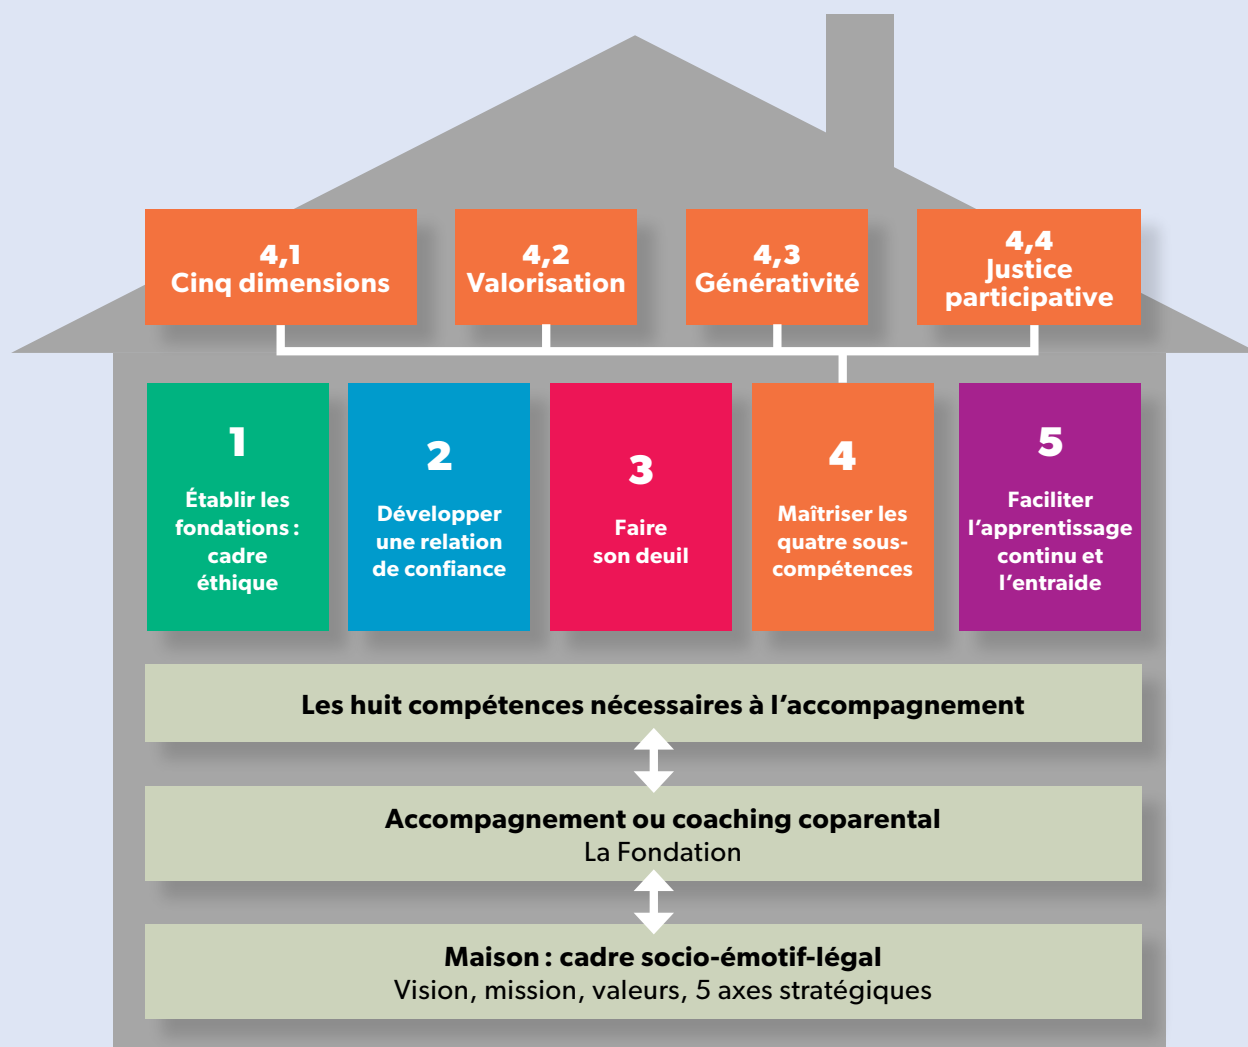 4,1
Cinq dimensions
4,2
Valorisation
4,3
Générativité
4,4
Justice
participative
1
Établir les
fondations :
cadre
éthique
2
Développer
une relation
de confiance
3
Faire
son deuil
4
Maîtriser les
quatre sous-
compétences
5
Faciliter
l’apprentissage
continu et
l’entraide
Les huit compétences nécessaires à l’accompagnement
Accompagnement ou coaching coparental
La Fondation
Maison : cadre socio-émotif-légal
Vision, mission, valeurs, 5 axes stratégiques